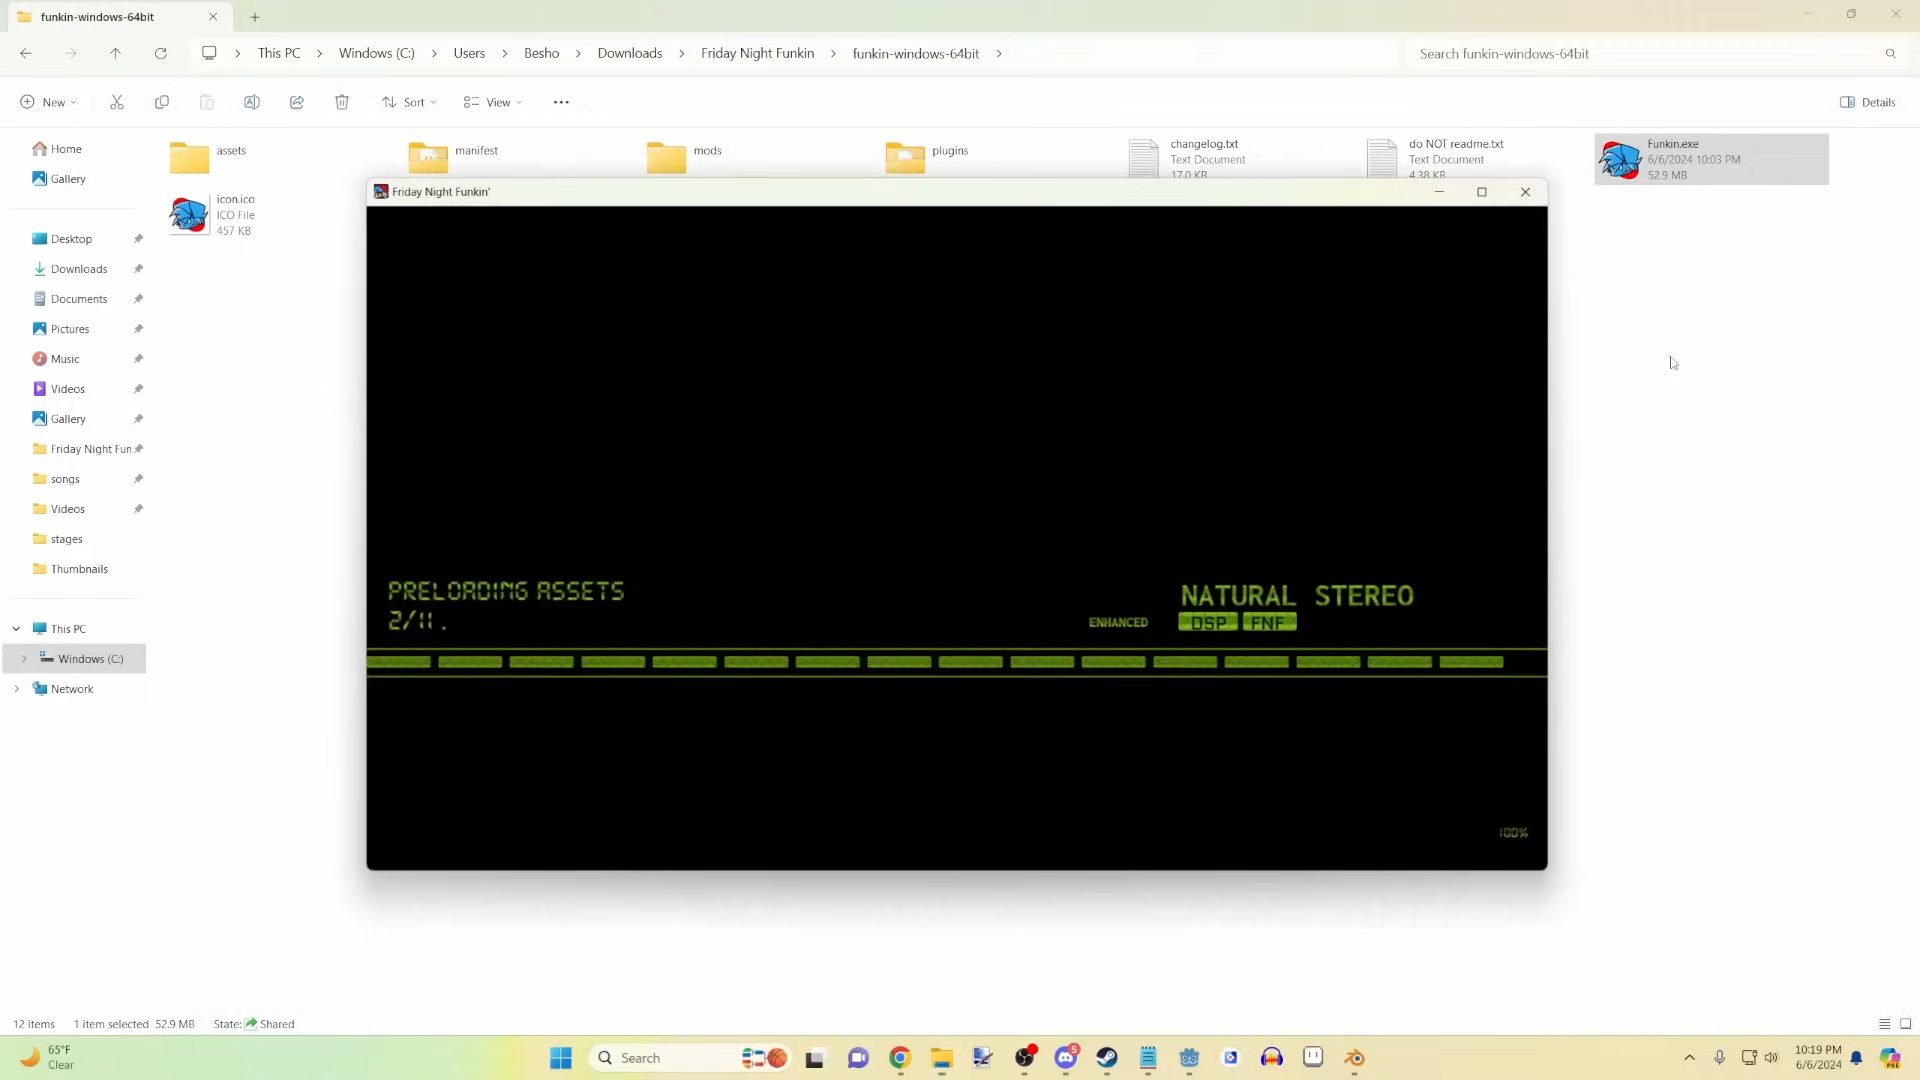 funkin-windows-64bit
This PC > Windows (C:) > Users > Besho > Downloads > Friday Night Funkin > funkin-windows-64bit >
Search funkin-windows-64bit
New
Sort
View
Details
Home
Gallery
Desktop
Downloads
Documents
Pictures
Music
Videos
Gallery
Friday Night Fun
songs
Videos
stages
Thumbnails
This PC
Windows (C:)
Network
assets
manifest
mods
plugins
changelog.txt
Text Document
17.0 KB
do NOT readme.txt
Text Document
4.38 KB
Funkin.exe
6/6/2024 10:03 PM
52.9 MB
icon.ico
ICO File
457 KB
Friday Night Funkin'
PRELOADING ASSETS
2/11 .
NATURAL STEREO
ENHANCED DSP FNF
100%
12 items 1 item selected 52.9 MB State: Shared
65°F
Clear
Search
5
10:19 PM
6/6/2024
PRE